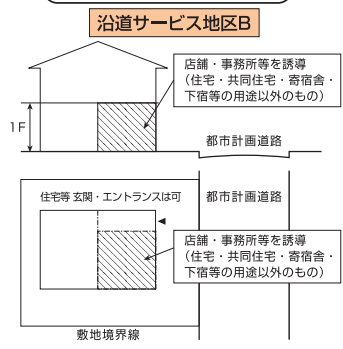 沿道サービス地区B
店舗・事務所等を誘導
（住宅・共同住宅・寄宿舎・
下宿等の用途以外のもの）
1F
都市計画道路
住宅等 玄関・エントランスは可
都市計画道路
店舗・事務所等を誘導
（住宅・共同住宅・寄宿舎・
下宿等の用途以外のもの）
敷地境界線